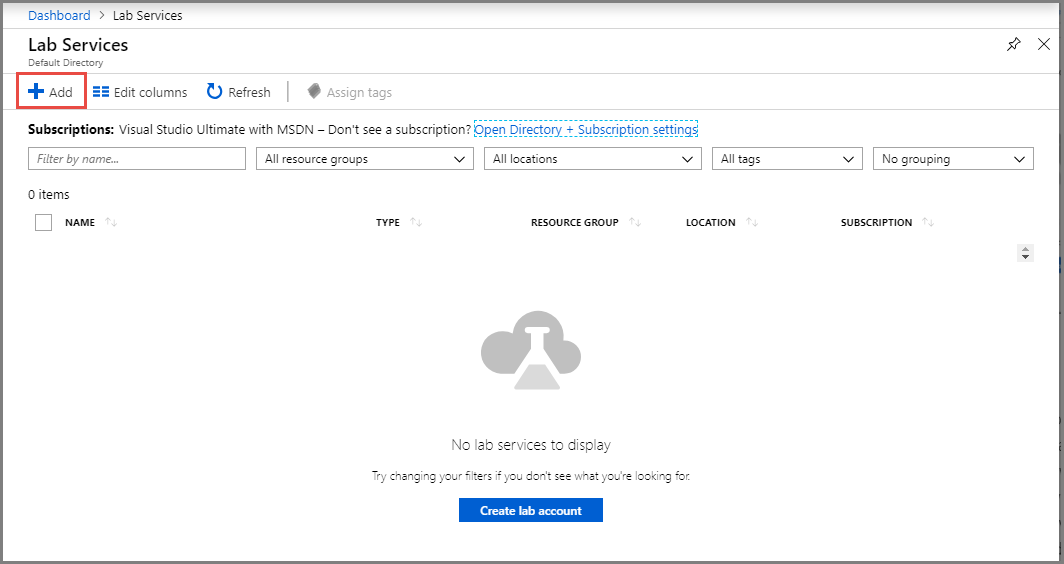 Dashboard > Lab Services
Lab Services
Default Directory
Add Edit columns Refresh Assign tags
Subscriptions: Visual Studio Ultimate with MSDN – Don't see a subscription? Open Directory + Subscription settings
Filter by name... All resource groups All locations All tags No grouping
0 items
NAME TYPE RESOURCE GROUP LOCATION SUBSCRIPTION
No lab services to display
Try changing your filters if you don't see what you're looking for.
Create lab account